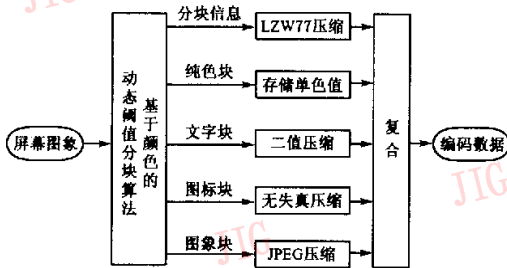 分块信息
LZW77压缩
纯色块
存储单色值
屏幕图象
基于颜色的
动态阈值分块算法
文字块
二值压缩
复合
编码数据
图标块
无失真压缩
图象块
JPEG压缩
JIG
JIG
JIG